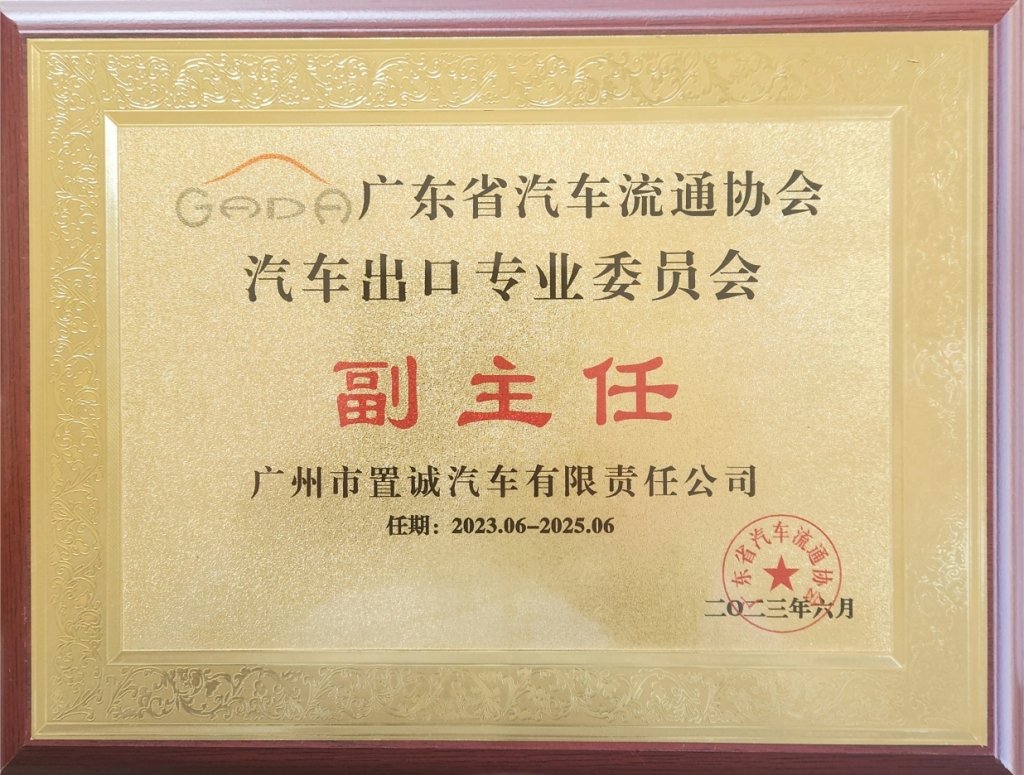 GADA 广东省汽车流通协会
汽车出口专业委员会
副主任
广州市置诚汽车有限责任公司
任期：2023.06-2025.06
广东省汽车流通协会
二〇二三年六月